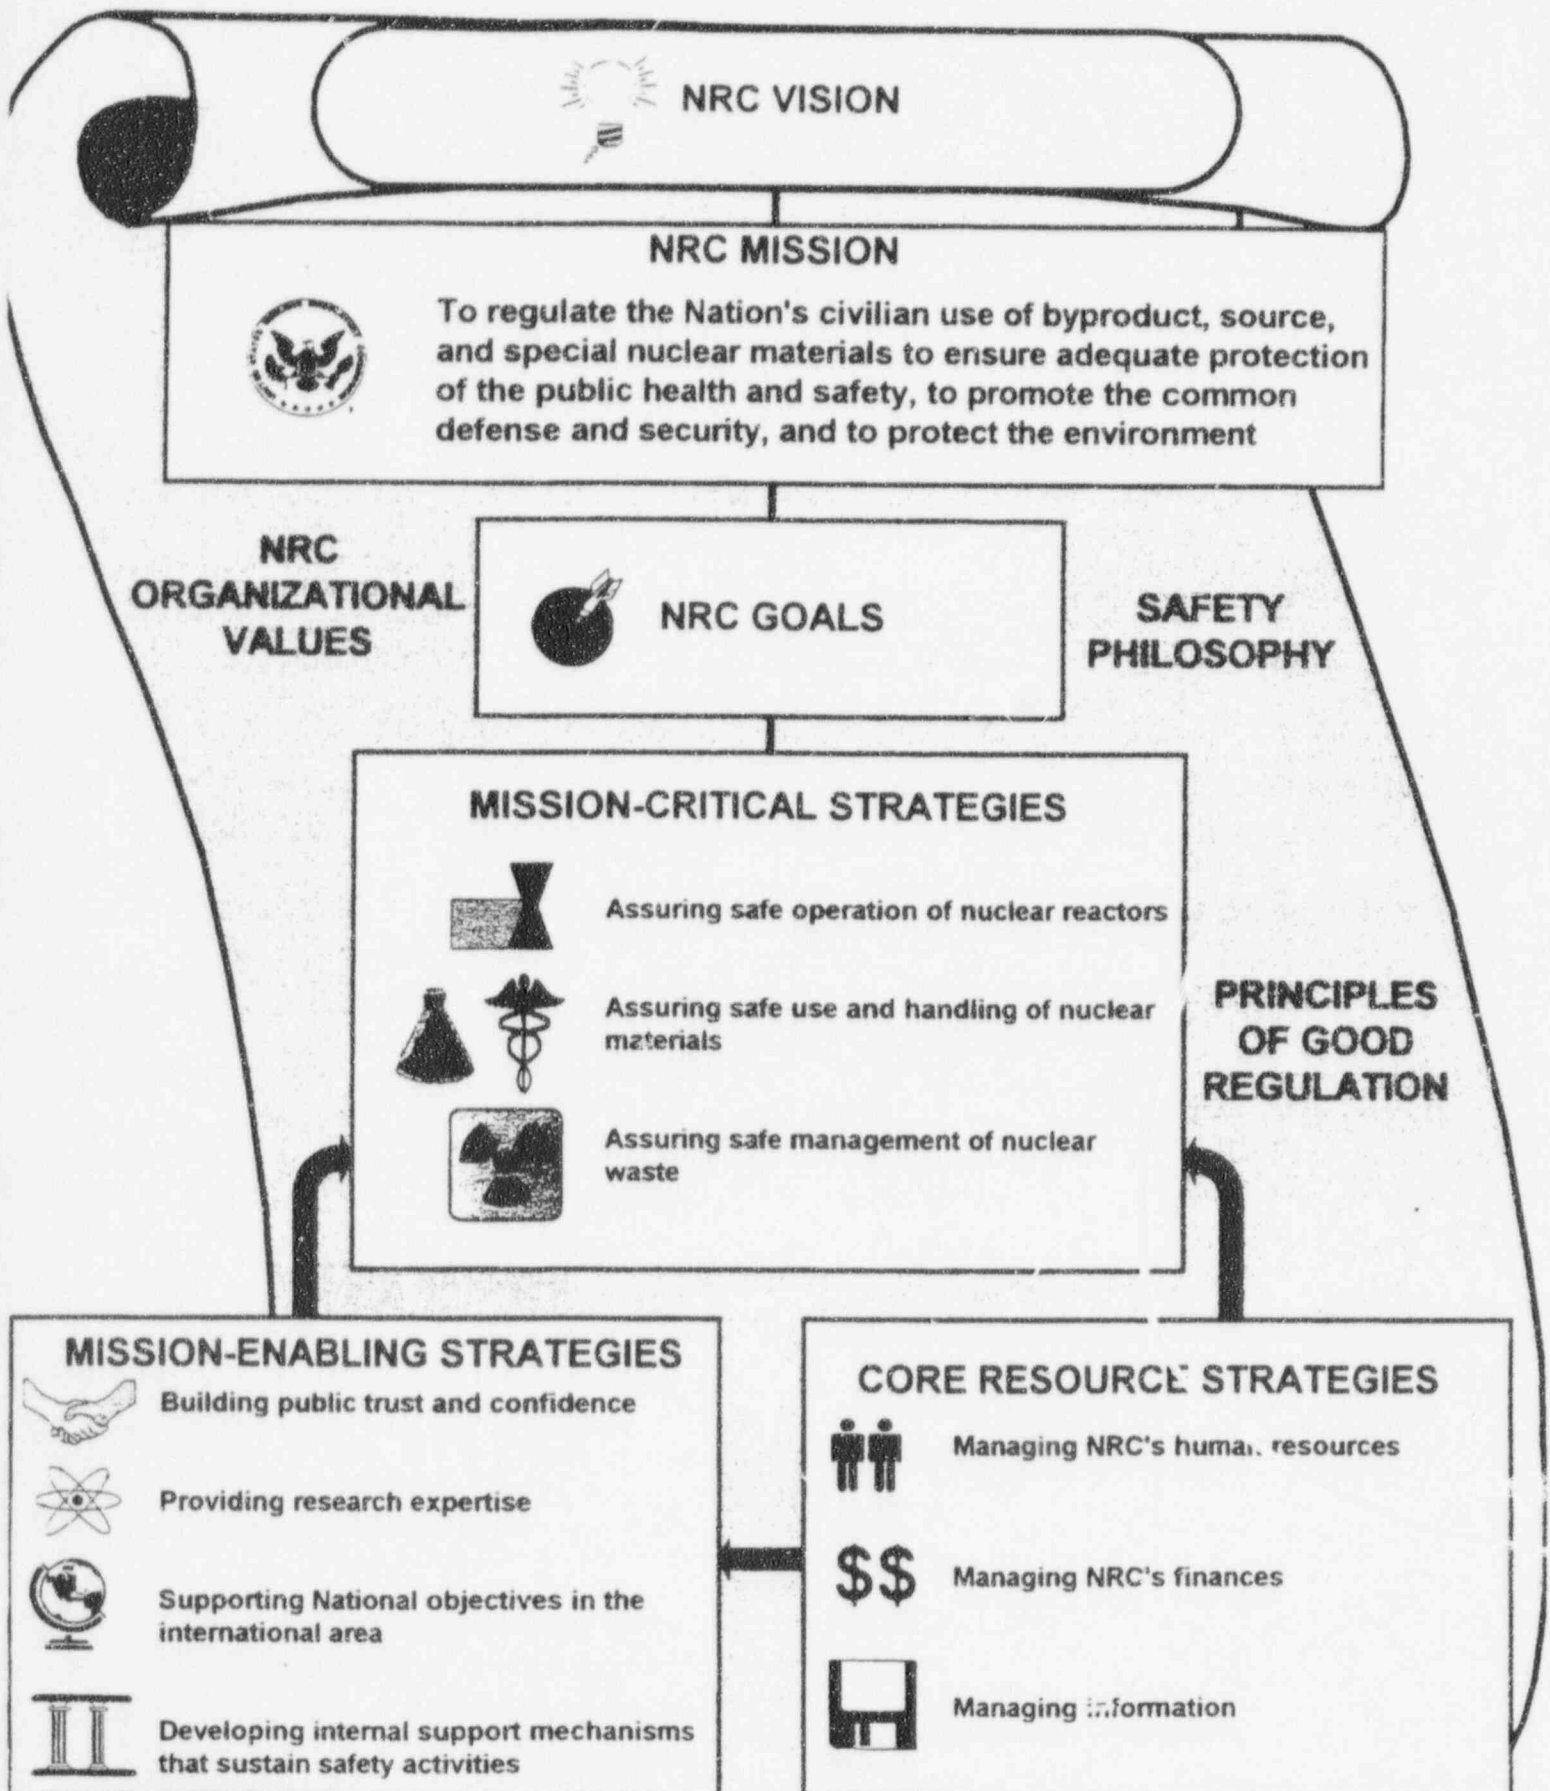 NRC VISION
NRC MISSION
To regulate the Nation's civilian use of byproduct, source,
and special nuclear materials to ensure adequate protection
of the public health and safety, to promote the common
defense and security, and to protect the environment
NRC
ORGANIZATIONAL
VALUES
NRC GOALS
SAFETY
PHILOSOPHY
MISSION-CRITICAL STRATEGIES
Assuring safe operation of nuclear reactors
Assuring safe use and handling of nuclear
materials
Assuring safe management of nuclear
waste
PRINCIPLES
OF GOOD
REGULATION
MISSION-ENABLING STRATEGIES
Building public trust and confidence
Providing research expertise
Supporting National objectives in the
international area
Developing internal support mechanisms
that sustain safety activities
CORE RESOURCE STRATEGIES
Managing NRC's human resources
$$
Managing NRC's finances
Managing information